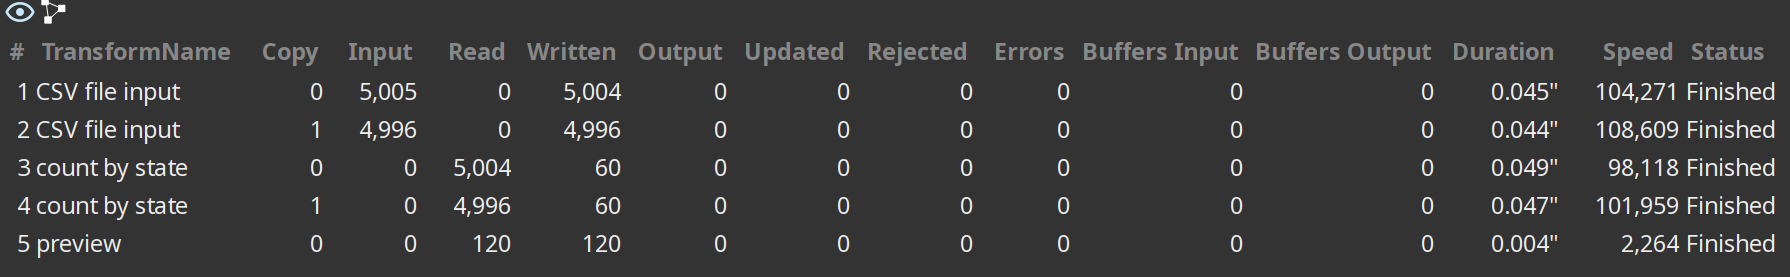 # TransformName Copy Input Read Written Output Updated Rejected Errors Buffers Input Buffers Output Duration Speed Status
1 CSV file input 0 5,005 0 5,004 0 0 0 0 0 0 0.045" 104,271 Finished
2 CSV file input 1 4,996 0 4,996 0 0 0 0 0 0 0.044" 108,609 Finished
3 count by state 0 0 5,004 60 0 0 0 0 0 0 0.049" 98,118 Finished
4 count by state 1 0 4,996 60 0 0 0 0 0 0 0.047" 101,959 Finished
5 preview 0 0 120 120 0 0 0 0 0 0 0.004" 2,264 Finished